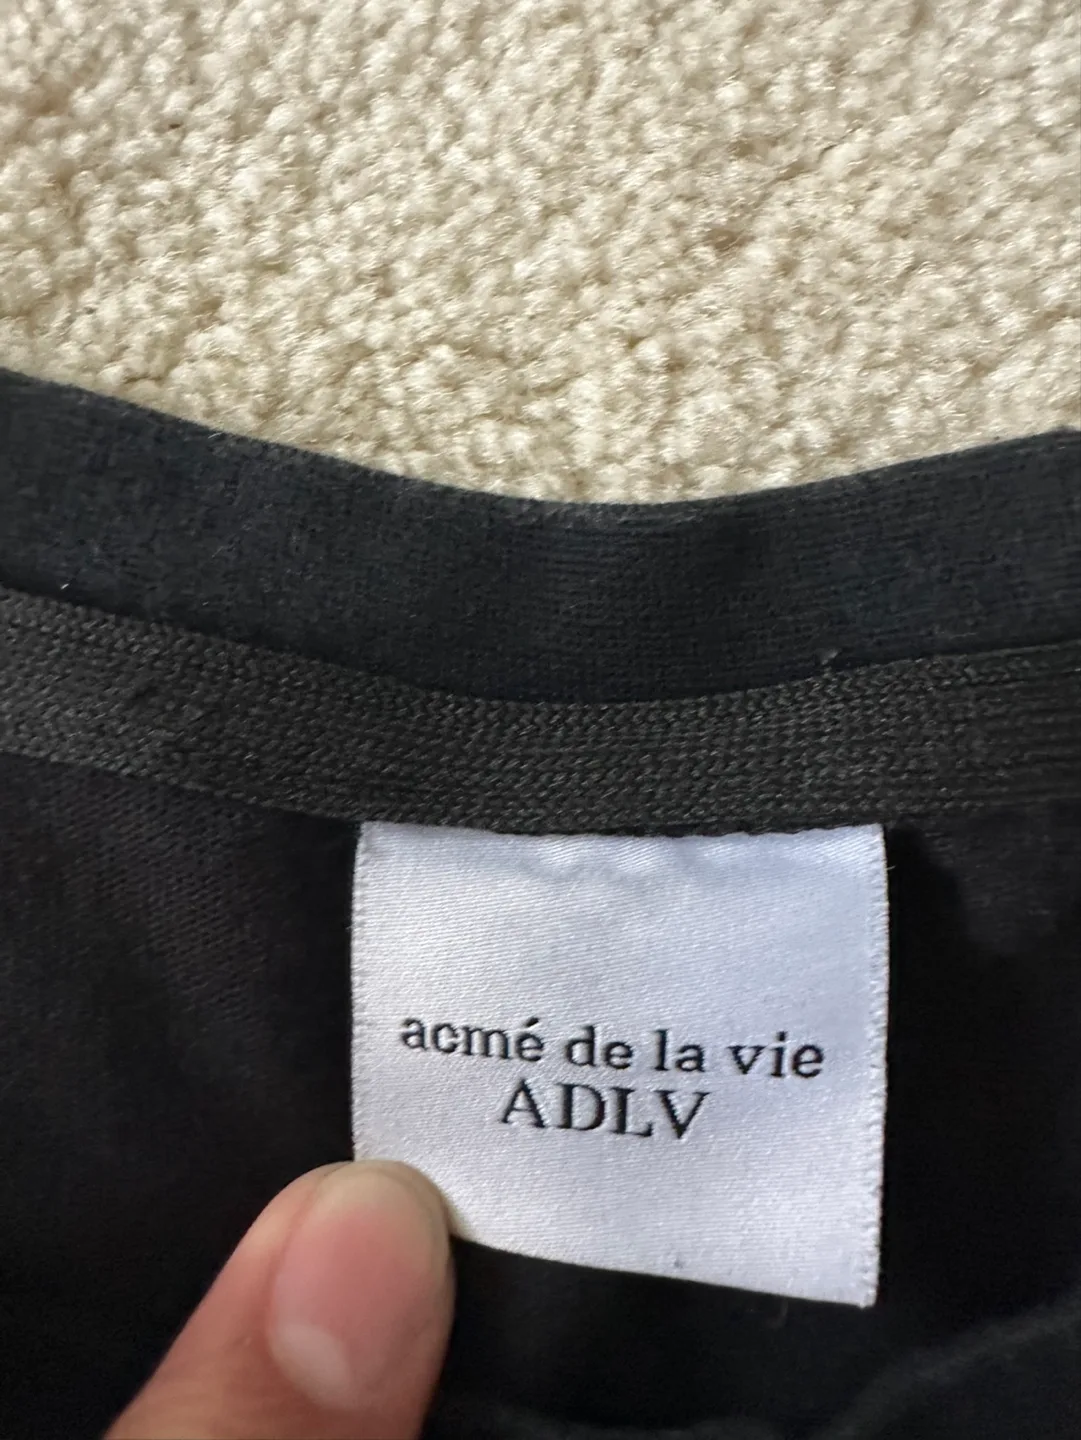 acmé de la vie
ADLV